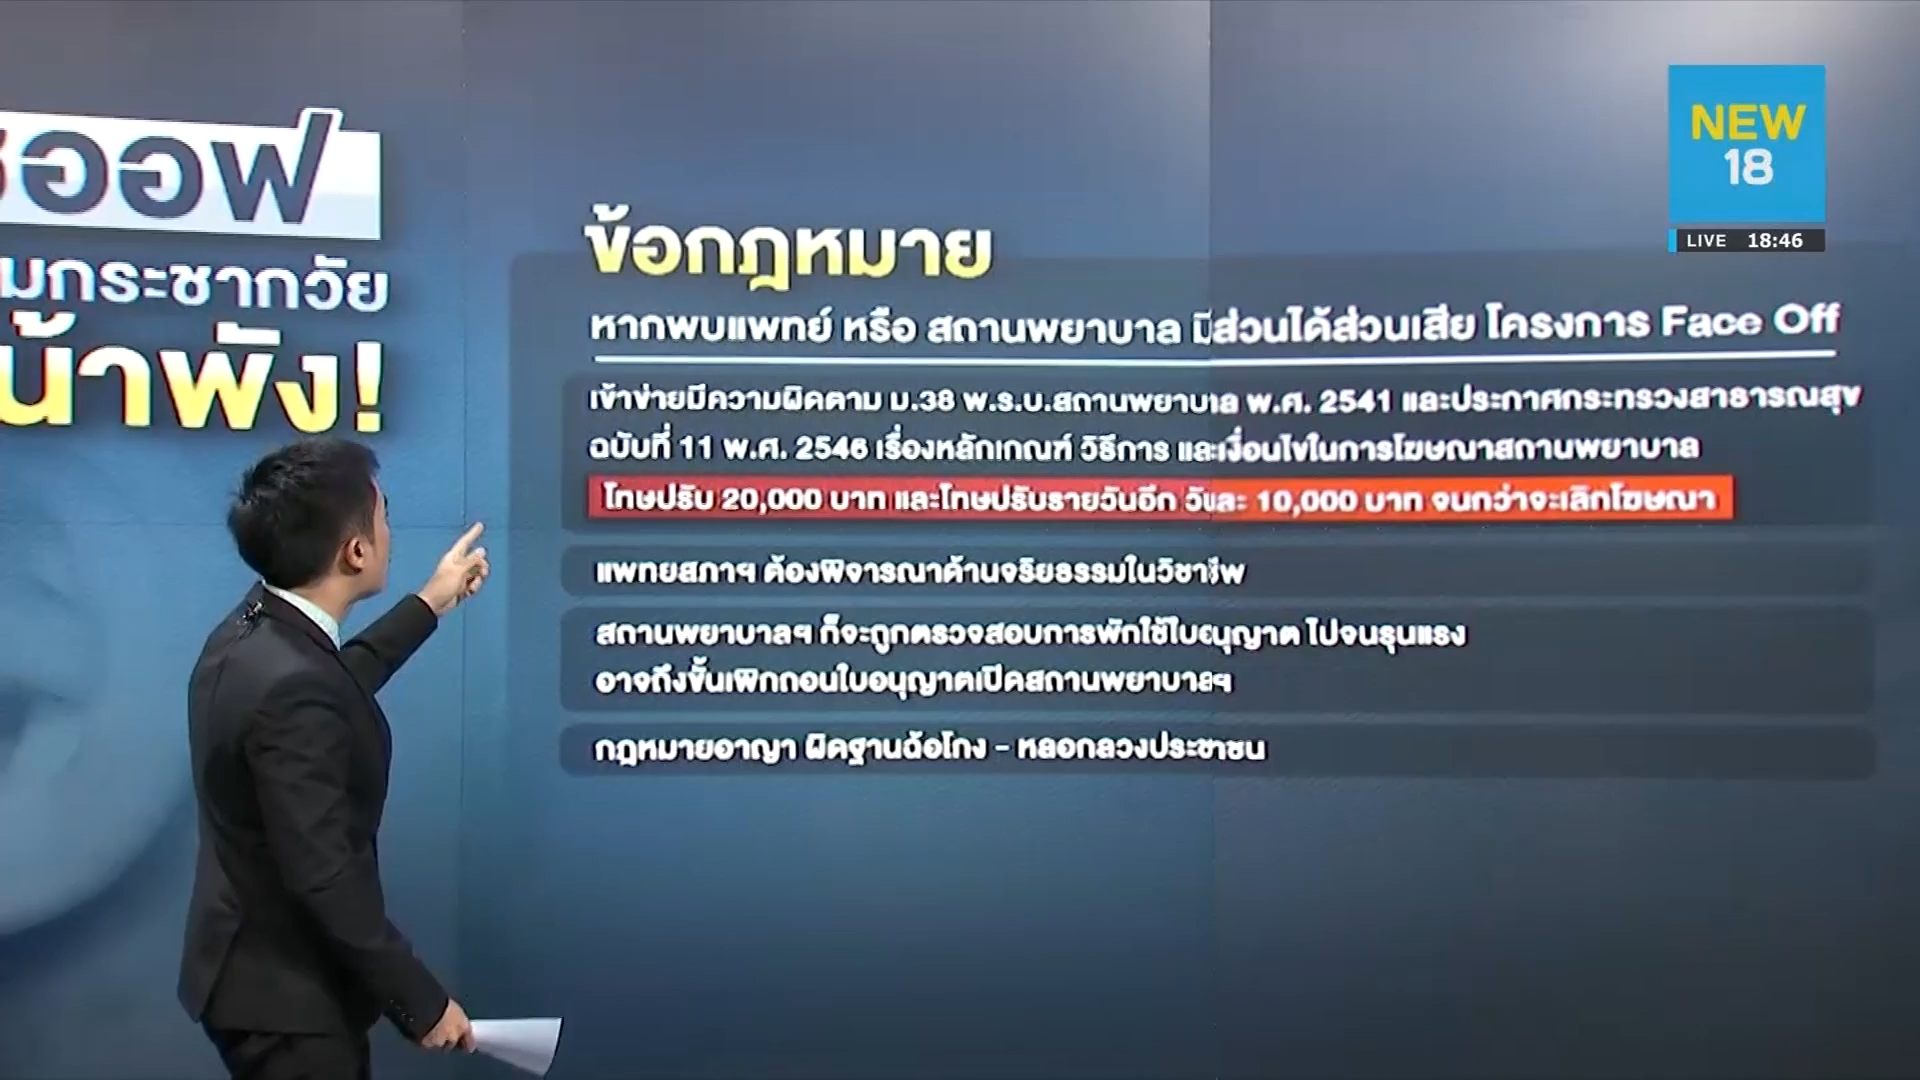 ออฟ
มกระชากวัย
น้าพัง!
NEW
18
LIVE 18:46
ข้อกฎหมาย
หากพบแพทย์ หรือ สถานพยาบาล มีส่วนได้ส่วนเสีย โครงการ Face Off
เข้าข่ายมีความผิดตาม ม.38 พ.ร.บ.สถานพยาบาล พ.ศ. 2541 และประกาศกระทรวงสาธารณสุข
ฉบับที่ 11 พ.ศ. 2546 เรื่องหลักเกณฑ์ วิธีการ และเงื่อนไขในการโฆษณาสถานพยาบาล
โทษปรับ 20,000 บาท และโทษปรับรายวันอีก วันละ 10,000 บาท จนกว่าจะเลิกโฆษณา
แพทยสภาฯ ต้องพิจารณาด้านจริยธรรมในวิชาชีพ
สถานพยาบาลฯ ก็จะถูกตรวจสอบการพักใช้ใบอนุญาต ไปจนรุนแรง
อาจถึงขั้นเพิกถอนใบอนุญาตเปิดสถานพยาบาลฯ
กฎหมายอาญา ผิดฐานฉ้อโกง - หลอกลวงประชาชน